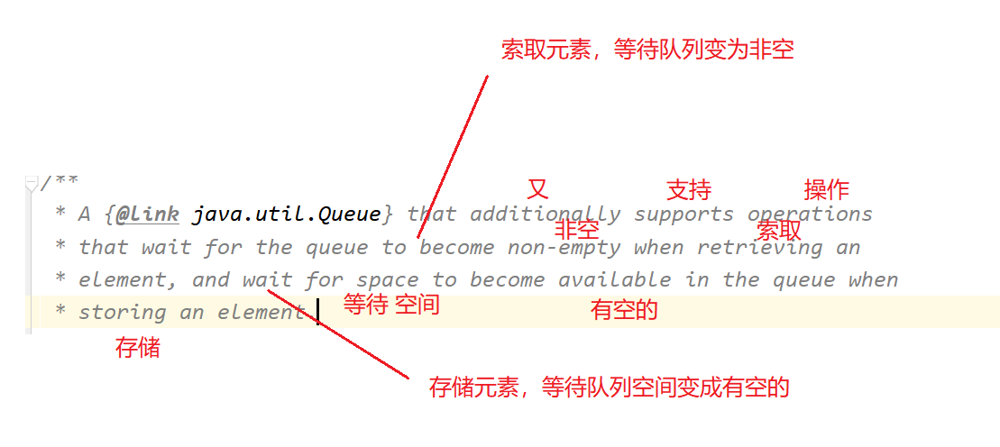 索取元素，等待队列变为非空
又 支持 操作
/**
* A {@link java.util.Queue} that additionally supports operations
非空 索取
* that wait for the queue to become non-empty when retrieving an
* element, and wait for space to become available in the queue when
等待 空间 有空的
* storing an element.
存储
存储元素，等待队列空间变成有空的